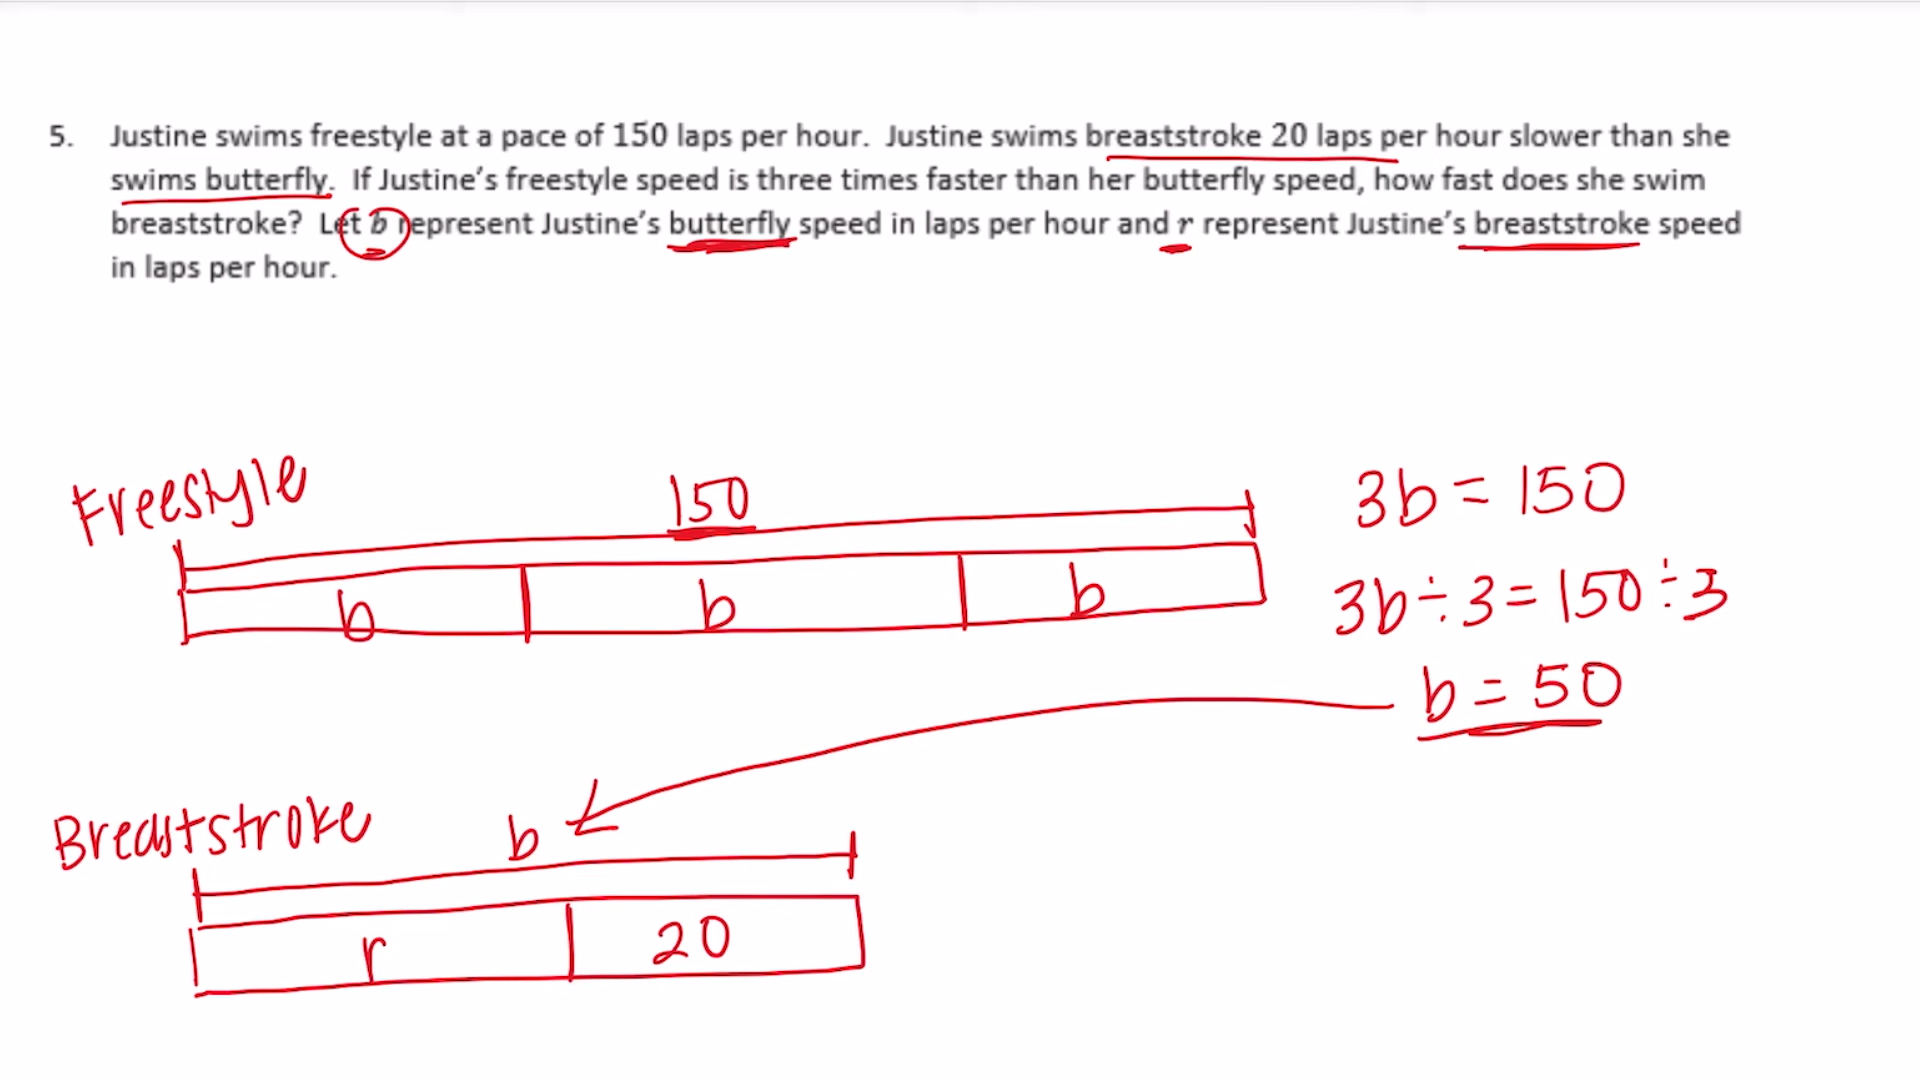 5. Justine swims freestyle at a pace of 150 laps per hour. Justine swims breaststroke 20 laps per hour slower than she
swims butterfly. If Justine's freestyle speed is three times faster than her butterfly speed, how fast does she swim
breaststroke? Let b represent Justine's butterfly speed in laps per hour and r represent Justine's breaststroke speed
in laps per hour.
Freestyle
150
b b b
3b = 150
3b ÷ 3 = 150 ÷ 3
b = 50
Breaststroke
b
r 20